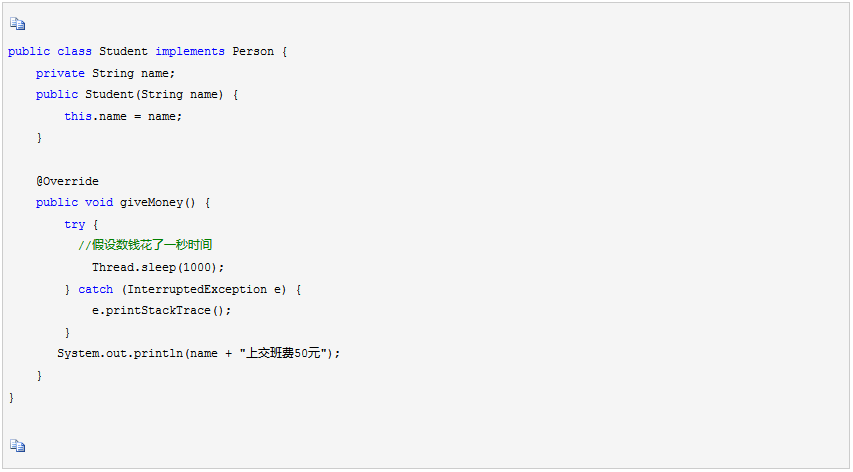 public class Student implements Person {
    private String name;
    public Student(String name) {
        this.name = name;
    }
    @Override
    public void giveMoney() {
        try {
          //假设数钱花了一秒时间
            Thread.sleep(1000);
        } catch (InterruptedException e) {
            e.printStackTrace();
        }
       System.out.println(name + "上交班费50元");
    }
}